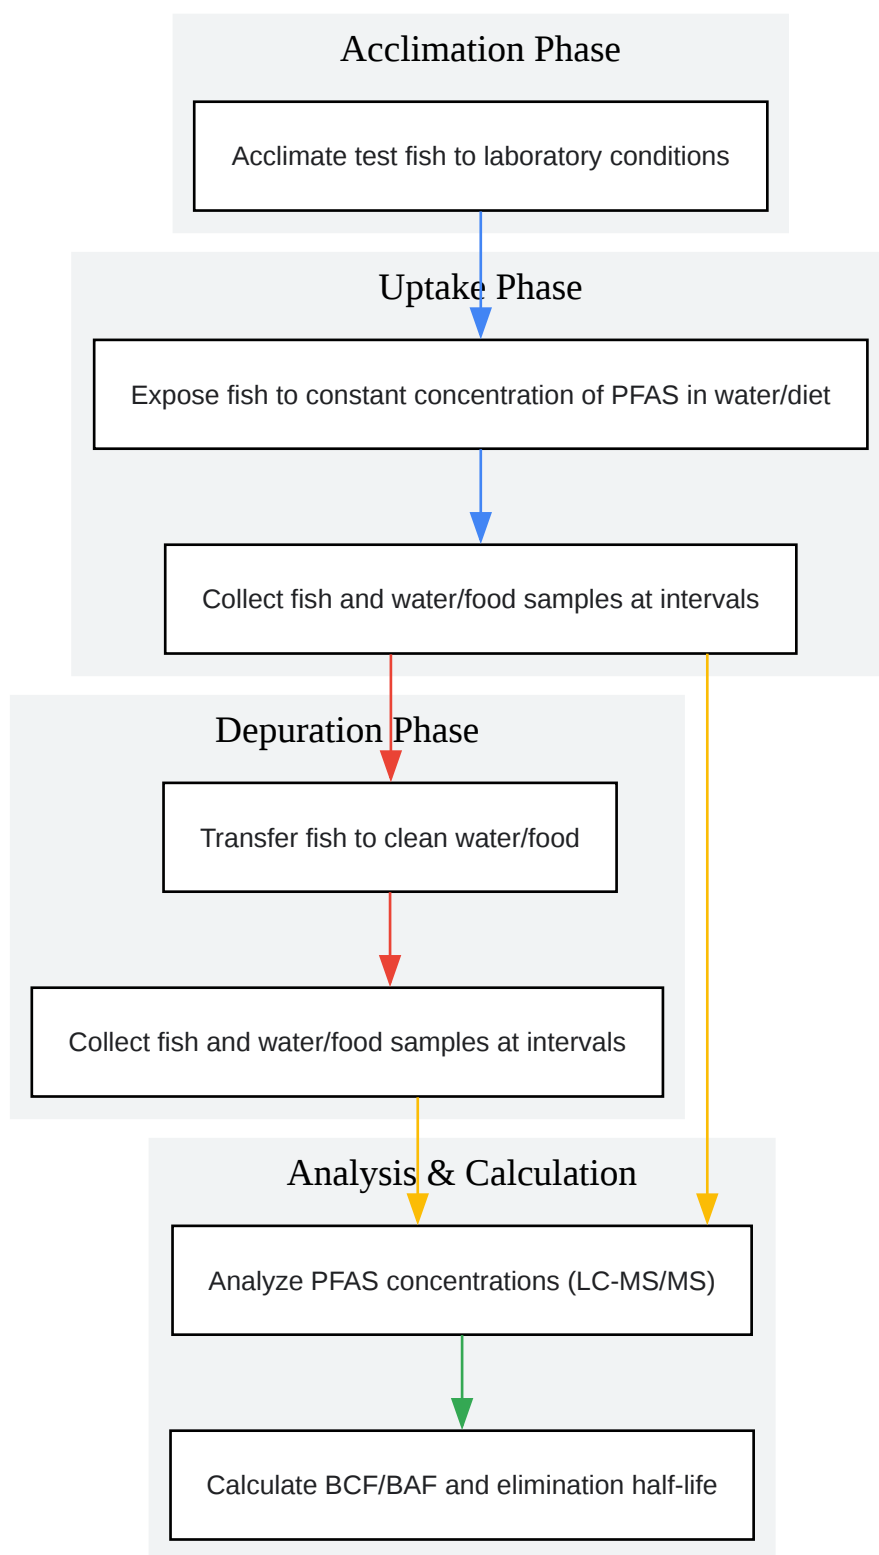 Acclimation Phase
Acclimate test fish to laboratory conditions
Uptake Phase
Expose fish to constant concentration of PFAS in water/diet
Collect fish and water/food samples at intervals
Depuration Phase
Transfer fish to clean water/food
Collect fish and water/food samples at intervals
Analysis & Calculation
Analyze PFAS concentrations (LC-MS/MS)
Calculate BCF/BAF and elimination half-life